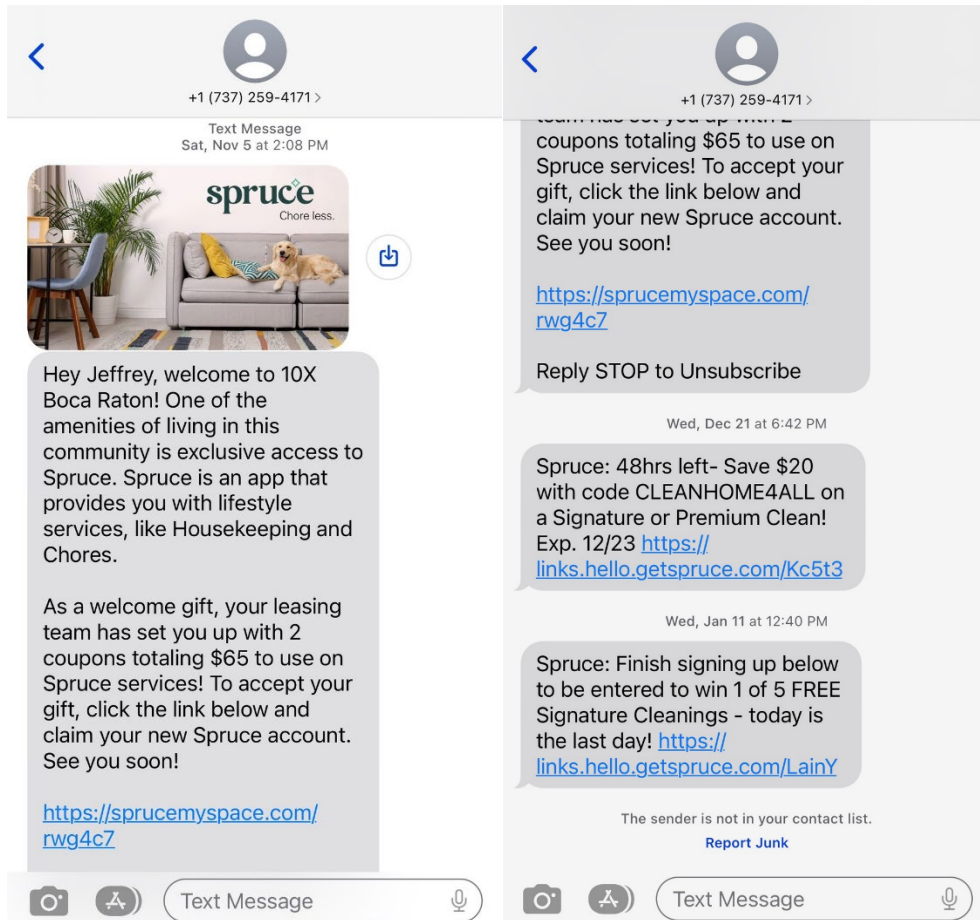 +1 (737) 259-4171 >
Text Message
Sat, Nov 5 at 2:08 PM
spruce
Chore less.
Hey Jeffrey, welcome to 10X
Boca Raton! One of the
amenities of living in this
community is exclusive access to
Spruce. Spruce is an app that
provides you with lifestyle
services, like Housekeeping and
Chores.
As a welcome gift, your leasing
team has set you up with 2
coupons totaling $65 to use on
Spruce services! To accept your
gift, click the link below and
claim your new Spruce account.
See you soon!
https://sprucemyspace.com/
rwg4c7
Text Message
+1 (737) 259-4171 >
team has set you up with 2
coupons totaling $65 to use on
Spruce services! To accept your
gift, click the link below and
claim your new Spruce account.
See you soon!
https://sprucemyspace.com/
rwg4c7
Reply STOP to Unsubscribe
Wed, Dec 21 at 6:42 PM
Spruce: 48hrs left- Save $20
with code CLEANHOME4ALL on
a Signature or Premium Clean!
Exp. 12/23 https://
links.hello.getspruce.com/Kc5t3
Wed, Jan 11 at 12:40 PM
Spruce: Finish signing up below
to be entered to win 1 of 5 FREE
Signature Cleanings - today is
the last day! https://
links.hello.getspruce.com/LainY
The sender is not in your contact list.
Report Junk
Text Message